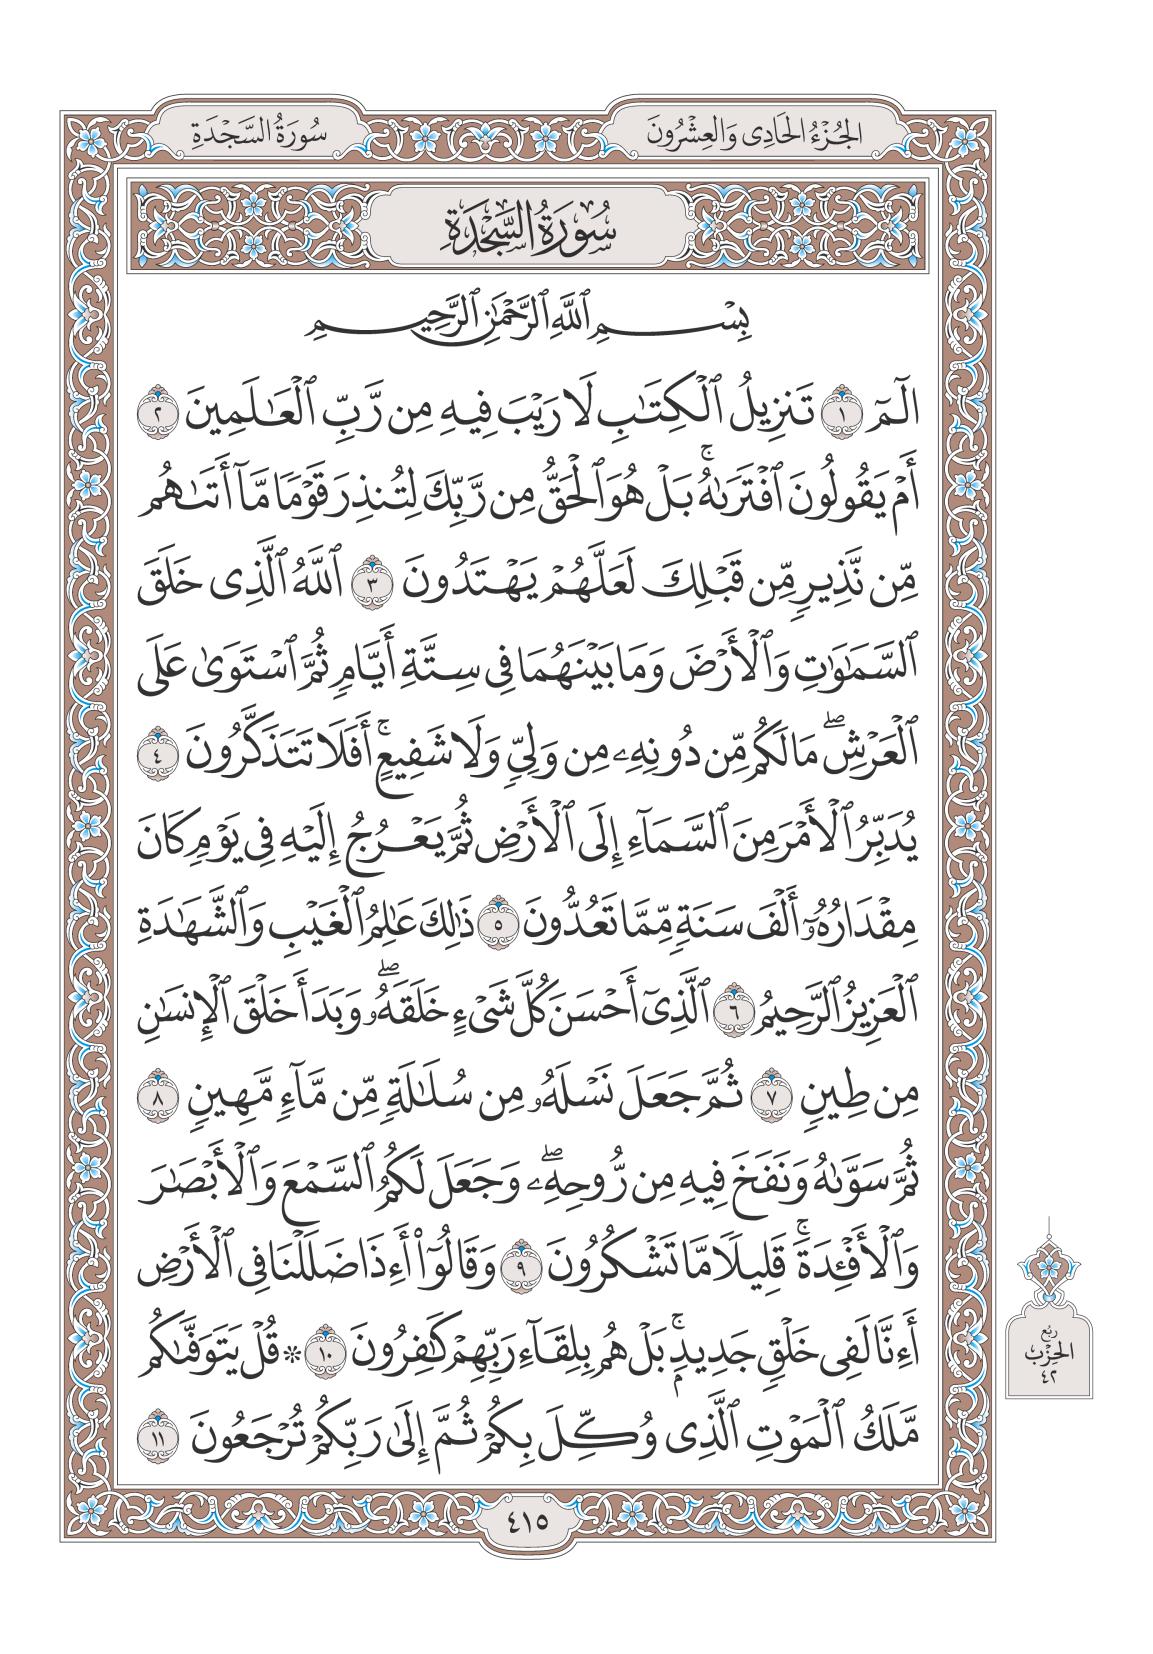 الجُزْءُ الحَادِي وَالعِشْرُونَ
سُورَةُ السَّجْدَةِ
سُورَةُ السَّجْدَةِ
بِسْمِ ٱللَّهِ ٱلرَّحْمَٰنِ ٱلرَّحِيمِ
الٓمٓ ١ تَنزِيلُ ٱلْكِتَٰبِ لَا رَيْبَ فِيهِ مِن رَّبِّ ٱلْعَٰلَمِينَ ٢
أَمْ يَقُولُونَ ٱفْتَرَىٰهُ ۚ بَلْ هُوَ ٱلْحَقُّ مِن رَّبِّكَ لِتُنذِرَ قَوْمًا مَّآ أَتَىٰهُم
مِّن نَّذِيرٍ مِّن قَبْلِكَ لَعَلَّهُمْ يَهْتَدُونَ ٣ ٱللَّهُ ٱلَّذِى خَلَقَ
ٱلسَّمَٰوَٰتِ وَٱلْأَرْضَ وَمَا بَيْنَهُمَا فِى سِتَّةِ أَيَّامٍ ثُمَّ ٱسْتَوَىٰ عَلَى
ٱلْعَرْشِ ۖ مَا لَكُم مِّن دُونِهِۦ مِن وَلِىٍّ وَلَا شَفِيعٍ ۚ أَفَلَا تَتَذَكَّرُونَ ٤
يُدَبِّرُ ٱلْأَمْرَ مِنَ ٱلسَّمَآءِ إِلَى ٱلْأَرْضِ ثُمَّ يَعْرُجُ إِلَيْهِ فِى يَوْمٍ كَانَ
مِقْدَارُهُۥٓ أَلْفَ سَنَةٍ مِّمَّا تَعُدُّونَ ٥ ذَٰلِكَ عَٰلِمُ ٱلْغَيْبِ وَٱلشَّهَٰدَةِ
ٱلْعَزِيزُ ٱلرَّحِيمُ ٦ ٱلَّذِىٓ أَحْسَنَ كُلَّ شَىْءٍ خَلَقَهُۥ ۖ وَبَدَأَ خَلْقَ ٱلْإِنسَٰنِ
مِن طِينٍ ٧ ثُمَّ جَعَلَ نَسْلَهُۥ مِن سُلَٰلَةٍ مِّن مَّآءٍ مَّهِينٍ ٨
ثُمَّ سَوَّىٰهُ وَنَفَخَ فِيهِ مِن رُّوحِهِۦ ۖ وَجَعَلَ لَكُمُ ٱلسَّمْعَ وَٱلْأَبْصَٰرَ
وَٱلْأَفْـِٔدَةَ ۚ قَلِيلًا مَّا تَشْكُرُونَ ٩ وَقَالُوٓا۟ أَءِذَا ضَلَلْنَا فِى ٱلْأَرْضِ
أَءِنَّا لَفِى خَلْقٍ جَدِيدٍۭ ۚ بَلْ هُم بِلِقَآءِ رَبِّهِمْ كَٰفِرُونَ ١٠ ۞ قُلْ يَتَوَفَّىٰكُم
رُبْع
الحِزْب
٤٢
مَّلَكُ ٱلْمَوْتِ ٱلَّذِى وُكِّلَ بِكُمْ ثُمَّ إِلَىٰ رَبِّكُمْ تُرْجَعُونَ ١١
٤١٥